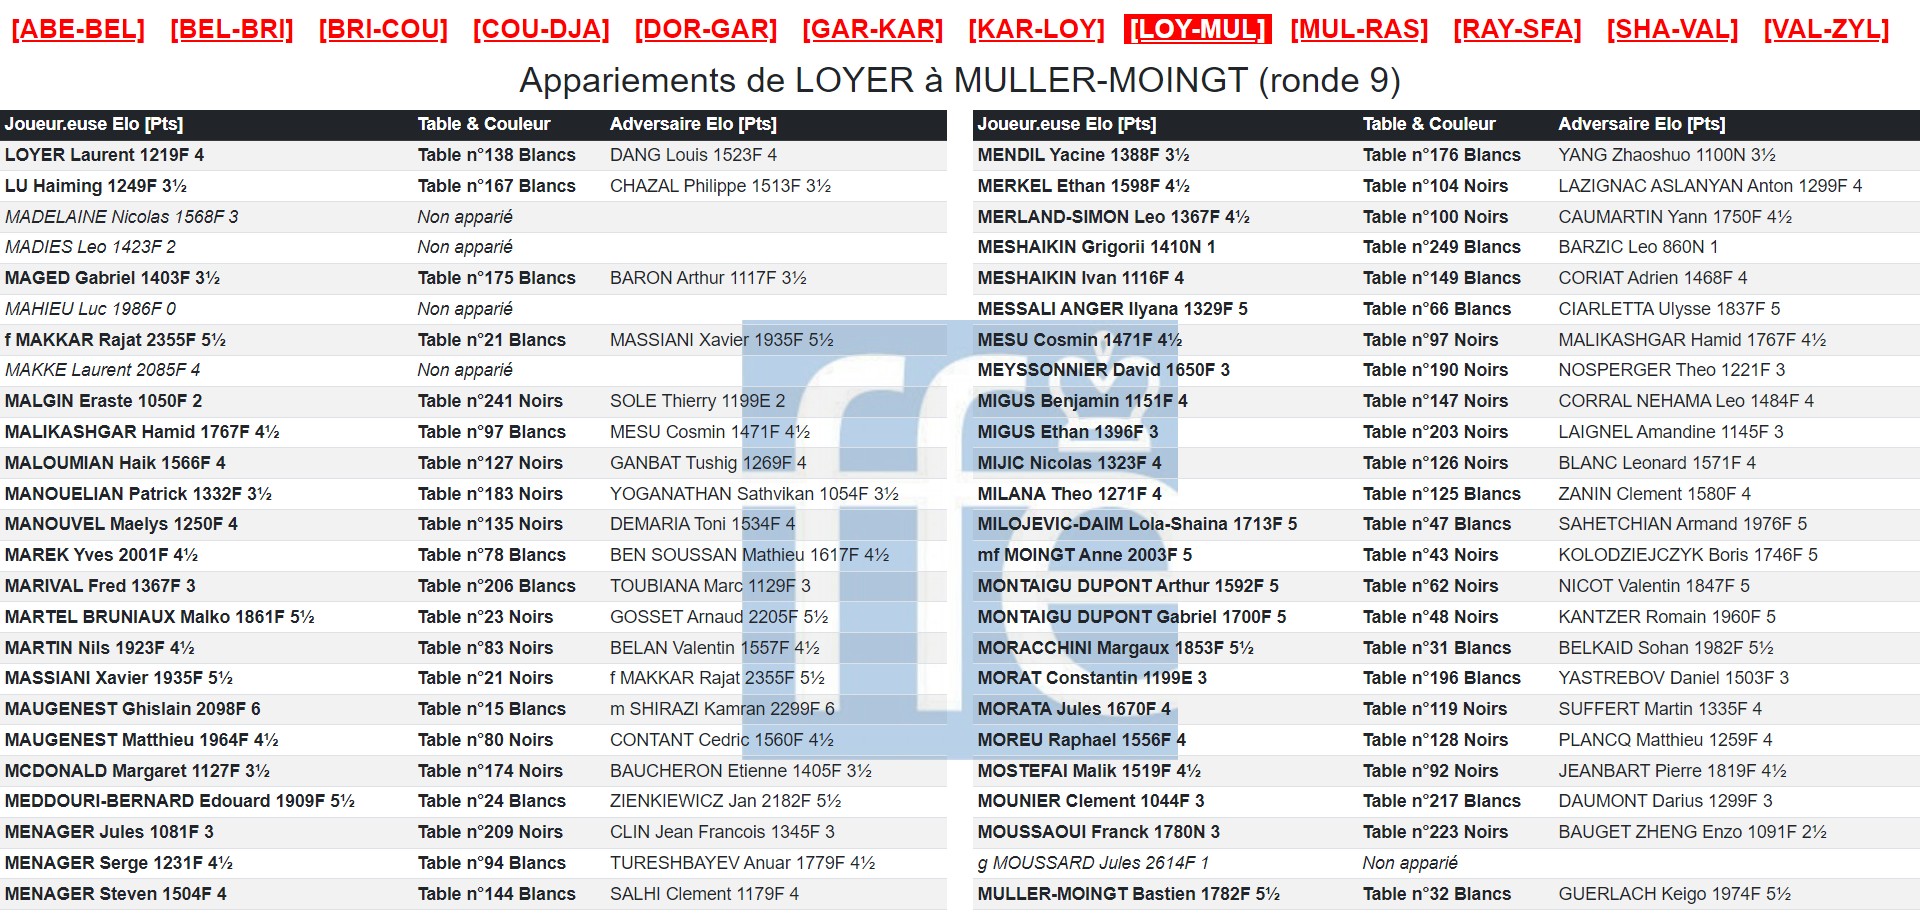 [ABE-BEL] [BEL-BRI] [BRI-COU] [COU-DJA] [DOR-GAR] [GAR-KAR] [KAR-LOY] [LOY-MUL] [MUL-RAS] [RAY-SFA] [SHA-VAL] [VAL-ZYL]
Appariements de LOYER à MULLER-MOINGT (ronde 9)
Joueur.euse Elo [Pts] Table & Couleur Adversaire Elo [Pts]
LOYER Laurent 1219F 4 Table n°138 Blancs DANG Louis 1523F 4
LU Haiming 1249F 3½ Table n°167 Blancs CHAZAL Philippe 1513F 3½
MADELAINE Nicolas 1568F 3 Non apparié
MADIES Leo 1423F 2 Non apparié
MAGED Gabriel 1403F 3½ Table n°175 Blancs BARON Arthur 1117F 3½
MAHIEU Luc 1986F 0 Non apparié
f MAKKAR Rajat 2355F 5½ Table n°21 Blancs MASSIANI Xavier 1935F 5½
MAKKE Laurent 2085F 4 Non apparié
MALGIN Eraste 1050F 2 Table n°241 Noirs SOLE Thierry 1199E 2
MALIKASHGAR Hamid 1767F 4½ Table n°97 Blancs MESU Cosmin 1471F 4½
MALOUMIAN Haik 1566F 4 Table n°127 Noirs GANBAT Tushig 1269F 4
MANOUELIAN Patrick 1332F 3½ Table n°183 Noirs YOGANATHAN Sathvikan 1054F 3½
MANOUVEL Maelys 1250F 4 Table n°135 Noirs DEMARIA Toni 1534F 4
MAREK Yves 2001F 4½ Table n°78 Blancs BEN SOUSSAN Mathieu 1617F 4½
MARIVAL Fred 1367F 3 Table n°206 Blancs TOUBIANA Marc 1129F 3
MARTEL BRUNIAUX Malko 1861F 5½ Table n°23 Noirs GOSSET Arnaud 2205F 5½
MARTIN Nils 1923F 4½ Table n°83 Noirs BELAN Valentin 1557F 4½
MASSIANI Xavier 1935F 5½ Table n°21 Noirs f MAKKAR Rajat 2355F 5½
MAUGENEST Ghislain 2098F 6 Table n°15 Blancs m SHIRAZI Kamran 2299F 6
MAUGENEST Matthieu 1964F 4½ Table n°80 Noirs CONTANT Cedric 1560F 4½
MCDONALD Margaret 1127F 3½ Table n°174 Noirs BAUCHERON Etienne 1405F 3½
MEDDOURI-BERNARD Edouard 1909F 5½ Table n°24 Blancs ZIENKIEWICZ Jan 2182F 5½
MENAGER Jules 1081F 3 Table n°209 Noirs CLIN Jean Francois 1345F 3
MENAGER Serge 1231F 4½ Table n°94 Blancs TURESHBAYEV Anuar 1779F 4½
MENAGER Steven 1504F 4 Table n°144 Blancs SALHI Clement 1179F 4
Joueur.euse Elo [Pts] Table & Couleur Adversaire Elo [Pts]
MENDIL Yacine 1388F 3½ Table n°176 Blancs YANG Zhaoshuo 1100N 3½
MERKEL Ethan 1598F 4½ Table n°104 Noirs LAZIGNAC ASLANYAN Anton 1299F 4
MERLAND-SIMON Leo 1367F 4½ Table n°100 Noirs CAUMARTIN Yann 1750F 4½
MESHAIKIN Grigorii 1410N 1 Table n°249 Blancs BARZIC Leo 860N 1
MESHAIKIN Ivan 1116F 4 Table n°149 Blancs CORIAT Adrien 1468F 4
MESSALI ANGER Ilyana 1329F 5 Table n°66 Blancs CIARLETTA Ulysse 1837F 5
MESU Cosmin 1471F 4½ Table n°97 Noirs MALIKASHGAR Hamid 1767F 4½
MEYSSONNIER David 1650F 3 Table n°190 Noirs NOSPERGER Theo 1221F 3
MIGUS Benjamin 1151F 4 Table n°147 Noirs CORRAL NEHAMA Leo 1484F 4
MIGUS Ethan 1396F 3 Table n°203 Noirs LAIGNEL Amandine 1145F 3
MIJIC Nicolas 1323F 4 Table n°126 Noirs BLANC Leonard 1571F 4
MILANA Theo 1271F 4 Table n°125 Blancs ZANIN Clement 1580F 4
MILOJEVIC-DAIM Lola-Shaina 1713F 5 Table n°47 Blancs SAHETCHIAN Armand 1976F 5
mf MOINGT Anne 2003F 5 Table n°43 Noirs KOLODZIEJCZYK Boris 1746F 5
MONTAIGU DUPONT Arthur 1592F 5 Table n°62 Noirs NICOT Valentin 1847F 5
MONTAIGU DUPONT Gabriel 1700F 5 Table n°48 Noirs KANTZER Romain 1960F 5
MORACCHINI Margaux 1853F 5½ Table n°31 Blancs BELKAID Sohan 1982F 5½
MORAT Constantin 1199E 3 Table n°196 Blancs YASTREBOV Daniel 1503F 3
MORATA Jules 1670F 4 Table n°119 Noirs SUFFERT Martin 1335F 4
MOREU Raphael 1556F 4 Table n°128 Noirs PLANCQ Matthieu 1259F 4
MOSTEFAI Malik 1519F 4½ Table n°92 Noirs JEANBART Pierre 1819F 4½
MOUNIER Clement 1044F 3 Table n°217 Blancs DAUMONT Darius 1299F 3
MOUSSAOUI Franck 1780N 3 Table n°223 Noirs BAUGET ZHENG Enzo 1091F 2½
g MOUSSARD Jules 2614F 1 Non apparié
MULLER-MOINGT Bastien 1782F 5½ Table n°32 Blancs GUERLACH Keigo 1974F 5½
ffe